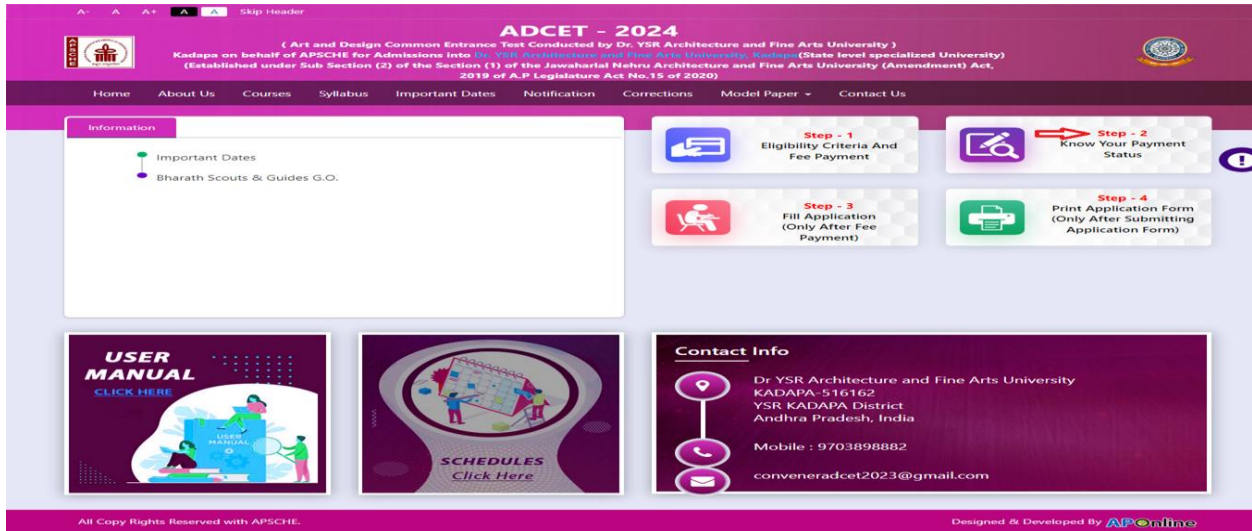 A- A A+ A A Skip Header
ADCET - 2024
( Art and Design Common Entrance Test Conducted by Dr. YSR Architecture and Fine Arts University )
Kadapa on behalf of APSCHE for Admissions into Dr. YSR Architecture and Fine Arts University, Kadapa(State level specialized University)
(Established under Sub Section (2) of the Section (1) of the Jawaharlal Nehru Architecture and Fine Arts University (Amendment) Act,
2019 of A.P Legislature Act No.15 of 2020)
APSCHE
Home About Us Courses Syllabus Important Dates Notification Corrections Model Paper Contact Us
Information
Important Dates
Bharath Scouts & Guides G.O.
Step - 1
Eligibility Criteria And
Fee Payment
Step - 2
Know Your Payment
Status
Step - 3
Fill Application
(Only After Fee
Payment)
Step - 4
Print Application Form
(Only After Submitting
Application Form)
USER
MANUAL
CLICK HERE
USER
MANUAL
SCHEDULES
Click Here
Contact Info
Dr YSR Architecture and Fine Arts University
KADAPA-516162
YSR KADAPA District
Andhra Pradesh, India
Mobile : 9703898882
conveneradcet2023@gmail.com
All Copy Rights Reserved with APSCHE.
Designed & Developed By APOnline